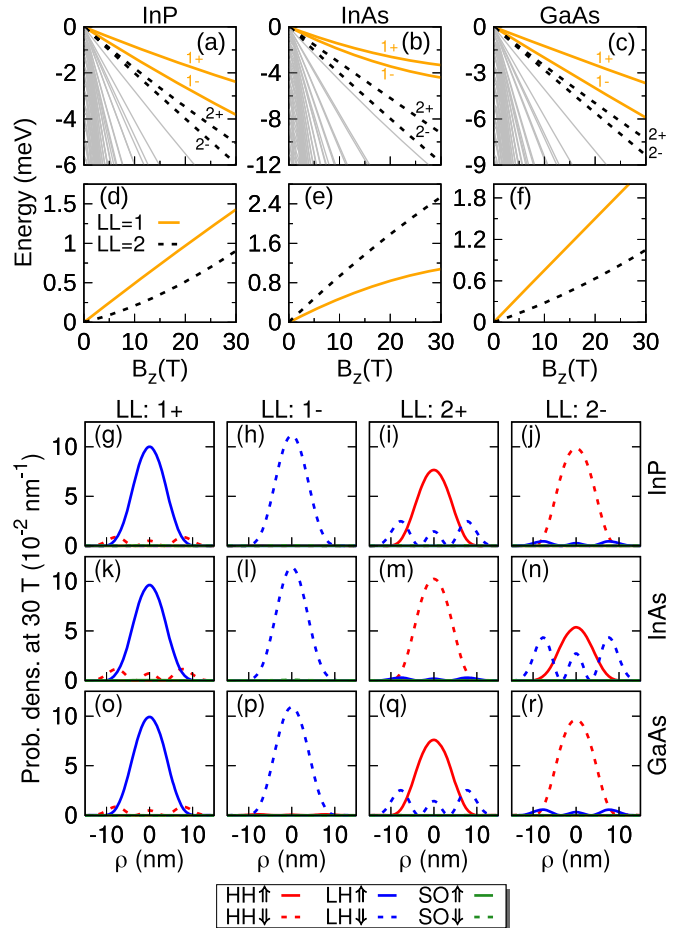 InP InAs GaAs
Energy (meV)
0 -2 -4 -6
(a) 1+ 1- 2+ 2-
0 -4 -8 -12
(b) 1+ 1- 2+ 2-
0 -3 -6 -9
(c) 1+ 1- 2+ 2-
1.5 1 0.5 0
(d)
LL=1
LL=2
2.4 1.6 0.8 0
(e)
1.8 1.2 0.6 0
(f)
0 10 20 30 0 10 20 30 0 10 20 30
B_z(T) B_z(T) B_z(T)
LL: 1+ LL: 1- LL: 2+ LL: 2-
Prob. dens. at 30 T (10⁻² nm⁻¹)
10 5 0
(g) (h) (i) (j)
InP
10 5 0
(k) (l) (m) (n)
InAs
10 5 0
(o) (p) (q) (r)
GaAs
-10 0 10 -10 0 10 -10 0 10 -10 0 10
ρ (nm) ρ (nm) ρ (nm) ρ (nm)
HH⇑ LH⇑ SO⇑
HH⇓ LH⇓ SO⇓